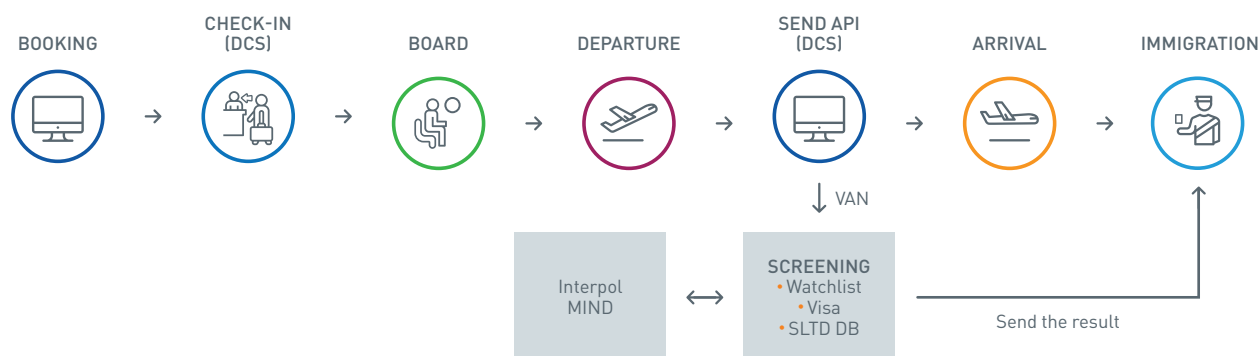 BOOKING
CHECK-IN
(DCS)
BOARD
DEPARTURE
SEND API
(DCS)
ARRIVAL
IMMIGRATION
VAN
Interpol
MIND
SCREENING
• Watchlist
• Visa
• SLTD DB
Send the result